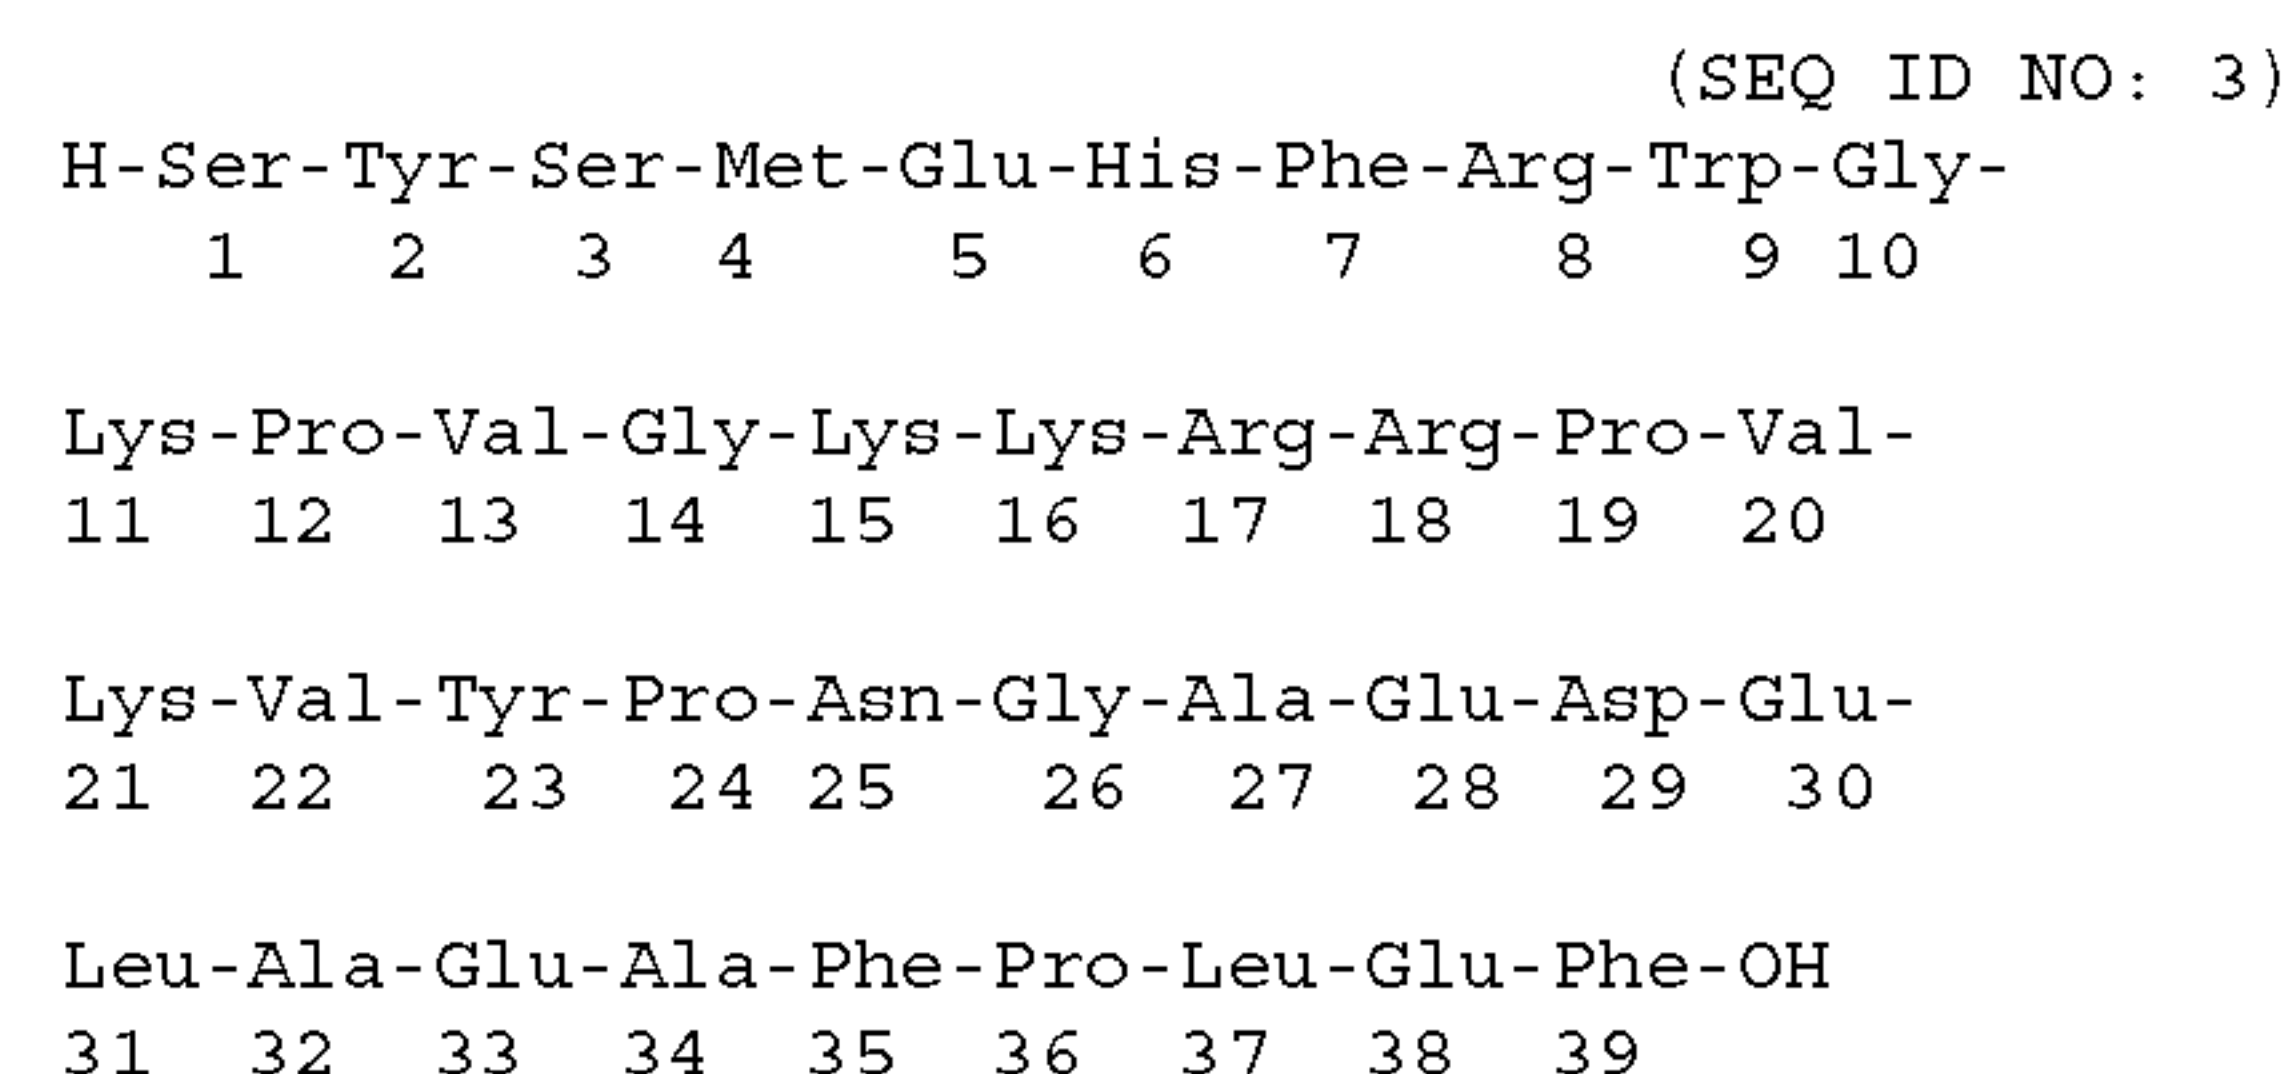 (SEQ ID NO: 3)
H-Ser-Tyr-Ser-Met-Glu-His-Phe-Arg-Trp-Gly-
1 2 3 4 5 6 7 8 9 10
Lys-Pro-Val-Gly-Lys-Lys-Arg-Arg-Pro-Val-
11 12 13 14 15 16 17 18 19 20
Lys-Val-Tyr-Pro-Asn-Gly-Ala-Glu-Asp-Glu-
21 22 23 24 25 26 27 28 29 30
Leu-Ala-Glu-Ala-Phe-Pro-Leu-Glu-Phe-OH
31 32 33 34 35 36 37 38 39